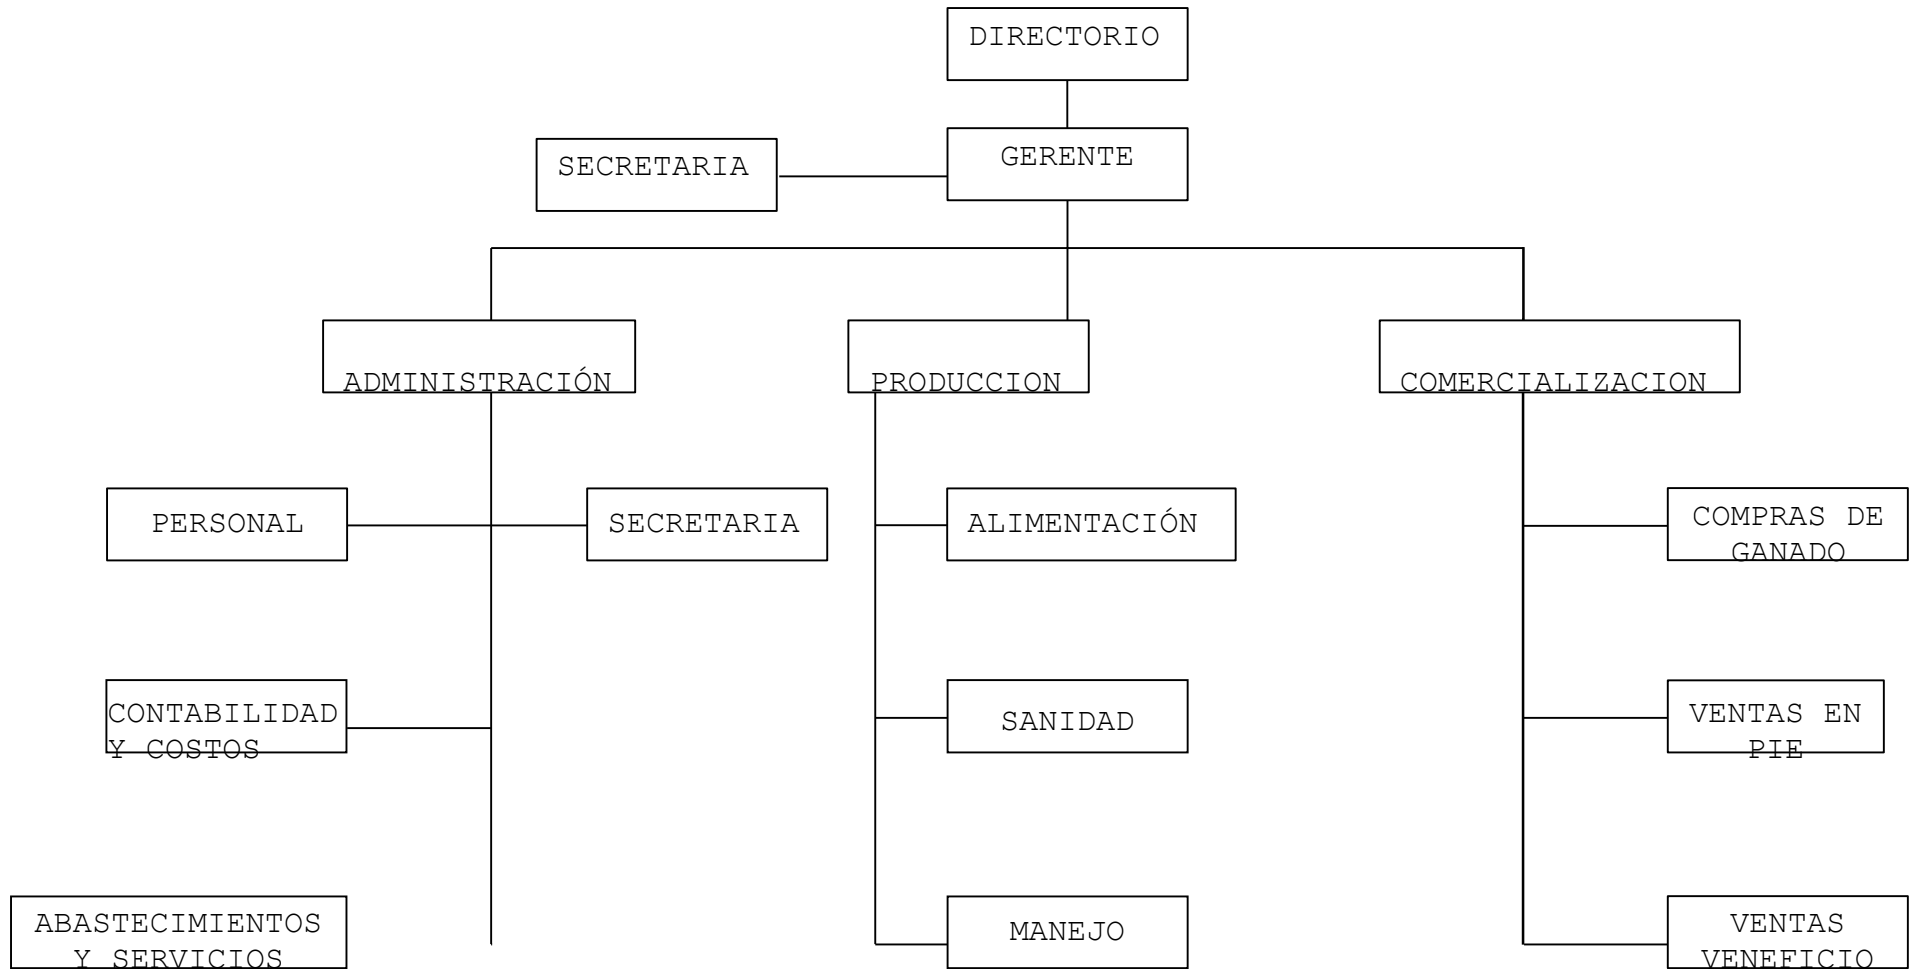 DIRECTORIO
SECRETARIA
GERENTE
ADMINISTRACIÓN
PRODUCCION
COMERCIALIZACION
PERSONAL
SECRETARIA
ALIMENTACIÓN
COMPRAS DE
GANADO
CONTABILIDAD
Y COSTOS
SANIDAD
VENTAS EN
PIE
ABASTECIMIENTOS
Y SERVICIOS
MANEJO
VENTAS
VENEFICIO